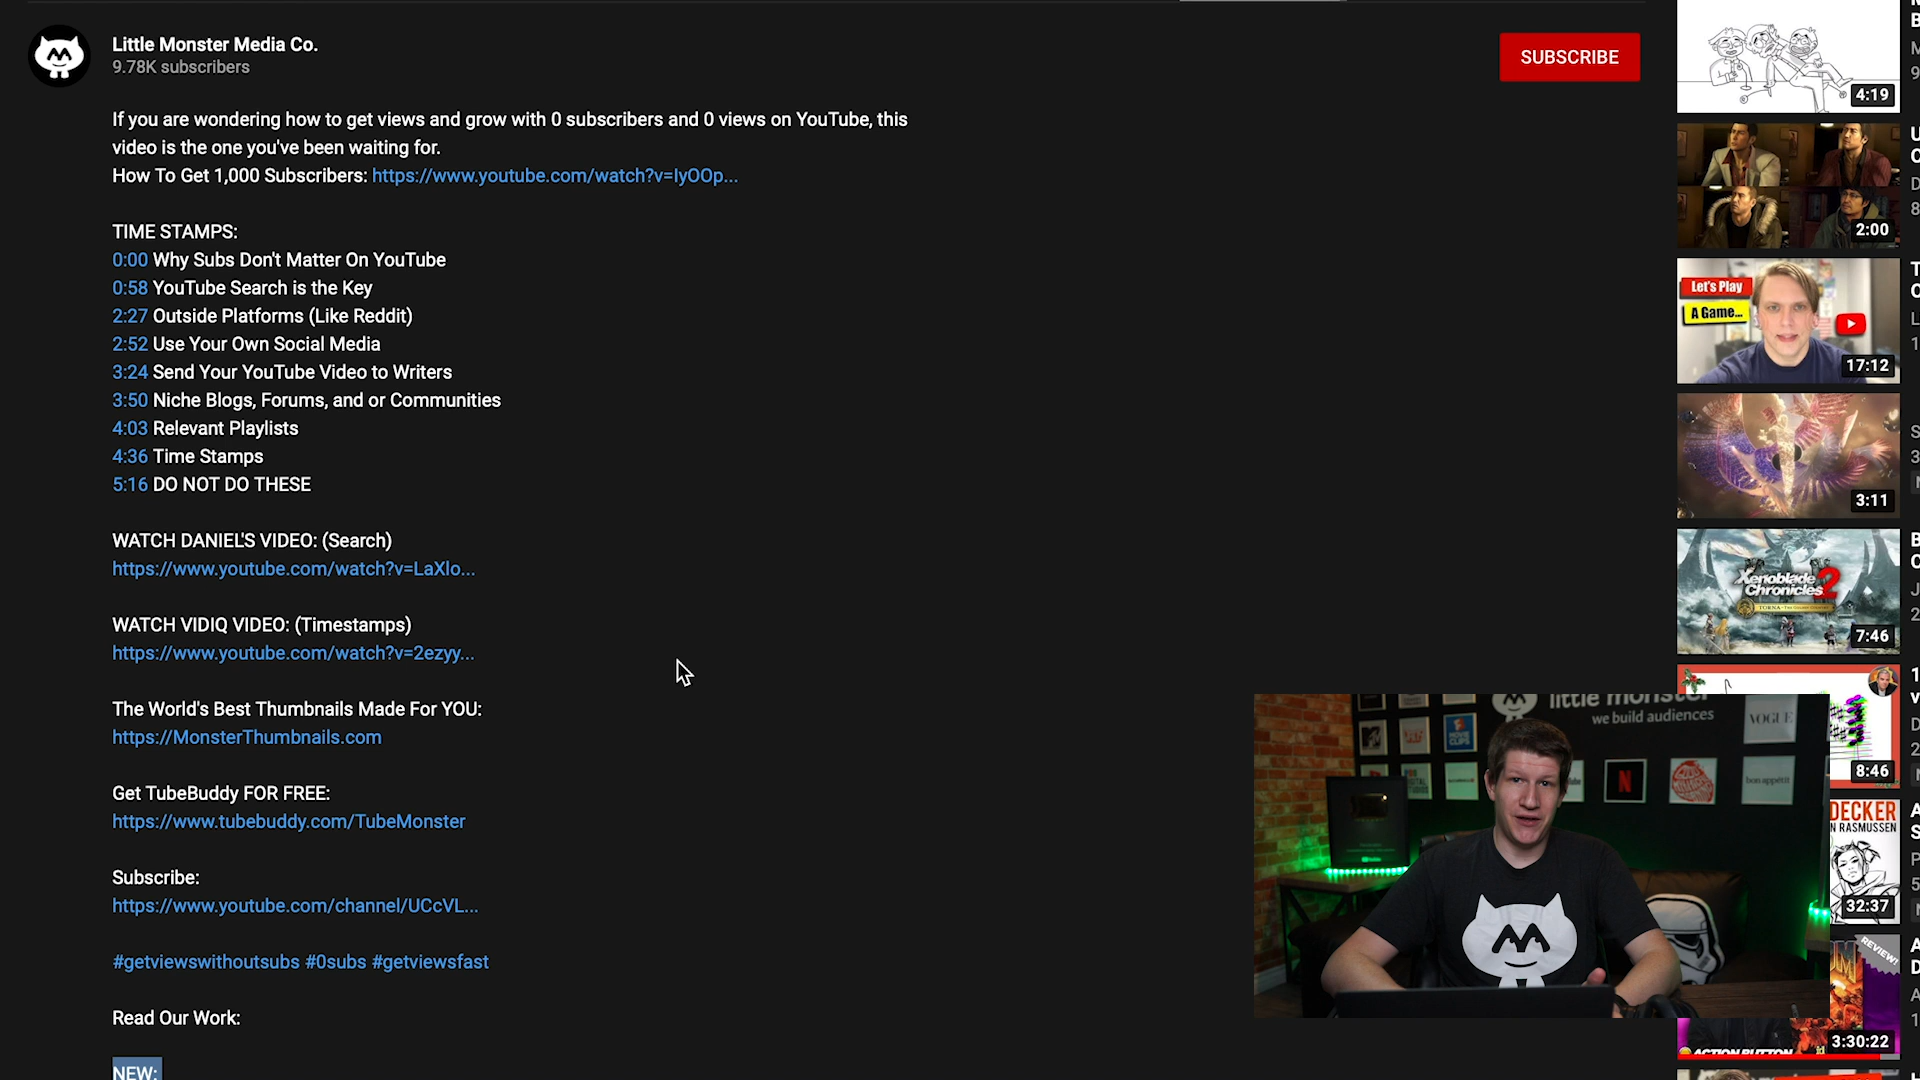 Little Monster Media Co.
9.78K subscribers
SUBSCRIBE
If you are wondering how to get views and grow with 0 subscribers and 0 views on YouTube, this
video is the one you've been waiting for.
How To Get 1,000 Subscribers: https://www.youtube.com/watch?v=IyOOp...
TIME STAMPS:
0:00 Why Subs Don't Matter On YouTube
0:58 YouTube Search is the Key
2:27 Outside Platforms (Like Reddit)
2:52 Use Your Own Social Media
3:24 Send Your YouTube Video to Writers
3:50 Niche Blogs, Forums, and or Communities
4:03 Relevant Playlists
4:36 Time Stamps
5:16 DO NOT DO THESE
WATCH DANIEL'S VIDEO: (Search)
https://www.youtube.com/watch?v=LaXlo...
WATCH VIDIQ VIDEO: (Timestamps)
https://www.youtube.com/watch?v=2ezyy...
The World's Best Thumbnails Made For YOU:
https://MonsterThumbnails.com
Get TubeBuddy FOR FREE:
https://www.tubebuddy.com/TubeMonster
Subscribe:
https://www.youtube.com/channel/UCcVL...
#getviewswithoutsubs #0subs #getviewsfast
Read Our Work:
NEW:
4:19
2:00
Let's Play
A Game...
17:12
3:11
Xenoblade
Chronicles 2
TORNA
7:46
8:46
DECKER
N RASMUSSEN
32:37
REVIEW!
ACTION BUTTON
3:30:22
little monster
we build audiences
VOGUE
MOVIE
CLIPS
N
bon appétit